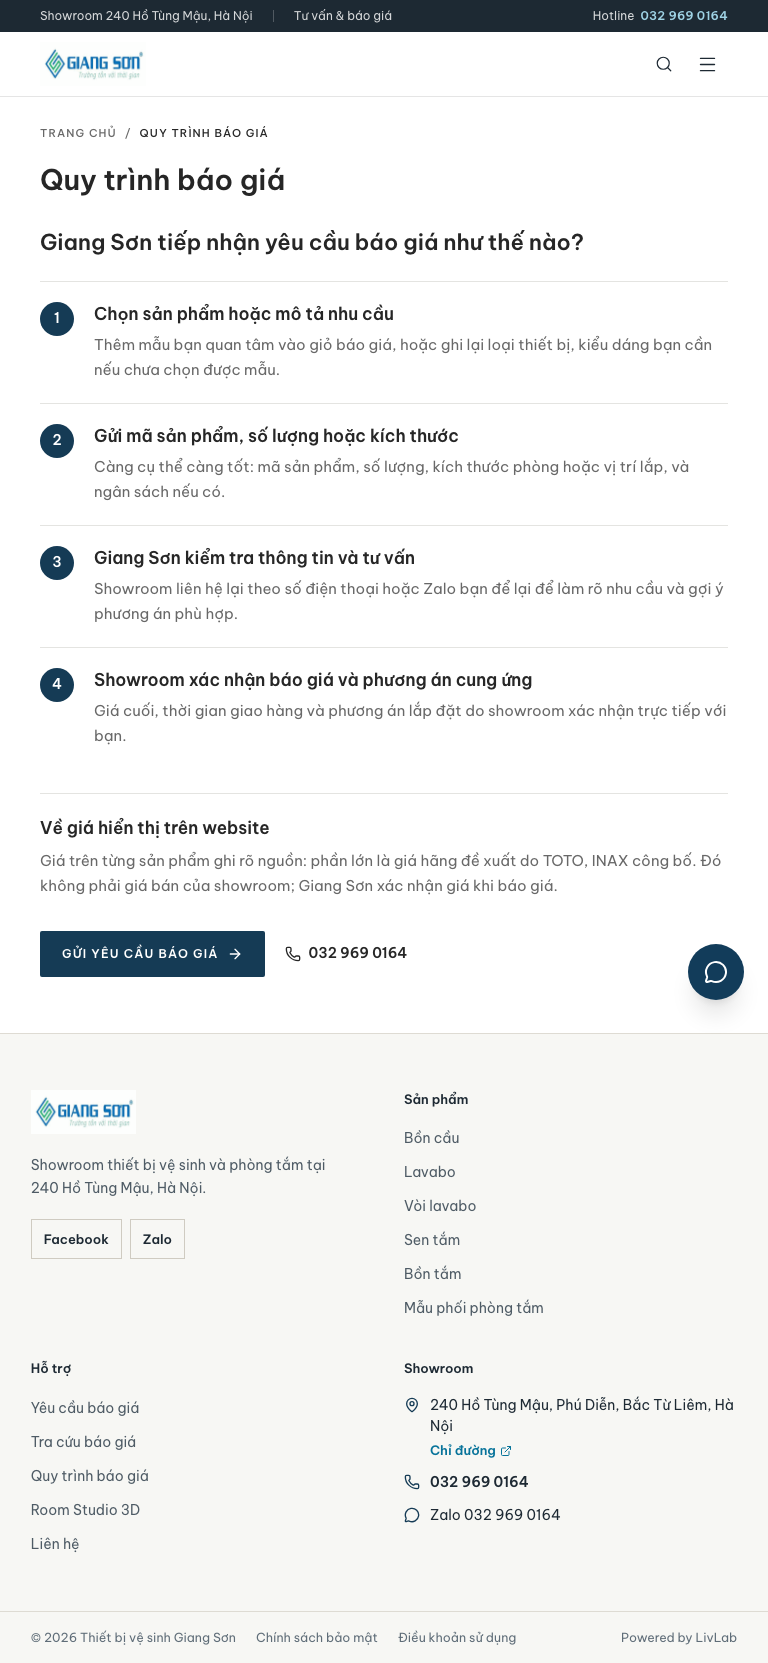 Showroom 240 Hồ Tùng Mậu, Hà Nội
Tư vấn & báo giá
Hotline 032 969 0164
GIANG SƠN
Trường tồn với thời gian
TRANG CHỦ / QUY TRÌNH BÁO GIÁ
Quy trình báo giá
Giang Sơn tiếp nhận yêu cầu báo giá như thế nào?
1
Chọn sản phẩm hoặc mô tả nhu cầu
Thêm mẫu bạn quan tâm vào giỏ báo giá, hoặc ghi lại loại thiết bị, kiểu dáng bạn cần
nếu chưa chọn được mẫu.
2
Gửi mã sản phẩm, số lượng hoặc kích thước
Càng cụ thể càng tốt: mã sản phẩm, số lượng, kích thước phòng hoặc vị trí lắp, và
ngân sách nếu có.
3
Giang Sơn kiểm tra thông tin và tư vấn
Showroom liên hệ lại theo số điện thoại hoặc Zalo bạn để lại để làm rõ nhu cầu và gợi ý
phương án phù hợp.
4
Showroom xác nhận báo giá và phương án cung ứng
Giá cuối, thời gian giao hàng và phương án lắp đặt do showroom xác nhận trực tiếp với
bạn.
Về giá hiển thị trên website
Giá trên từng sản phẩm ghi rõ nguồn: phần lớn là giá hãng đề xuất do TOTO, INAX công bố. Đó
không phải giá bán của showroom; Giang Sơn xác nhận giá khi báo giá.
GỬI YÊU CẦU BÁO GIÁ
032 969 0164
GIANG SƠN
Trường tồn với thời gian
Showroom thiết bị vệ sinh và phòng tắm tại
240 Hồ Tùng Mậu, Hà Nội.
Facebook
Zalo
Sản phẩm
Bồn cầu
Lavabo
Vòi lavabo
Sen tắm
Bồn tắm
Mẫu phối phòng tắm
Hỗ trợ
Yêu cầu báo giá
Tra cứu báo giá
Quy trình báo giá
Room Studio 3D
Liên hệ
Showroom
240 Hồ Tùng Mậu, Phú Diễn, Bắc Từ Liêm, Hà
Nội
Chỉ đường
032 969 0164
Zalo 032 969 0164
© 2026 Thiết bị vệ sinh Giang Sơn
Chính sách bảo mật
Điều khoản sử dụng
Powered by LivLab